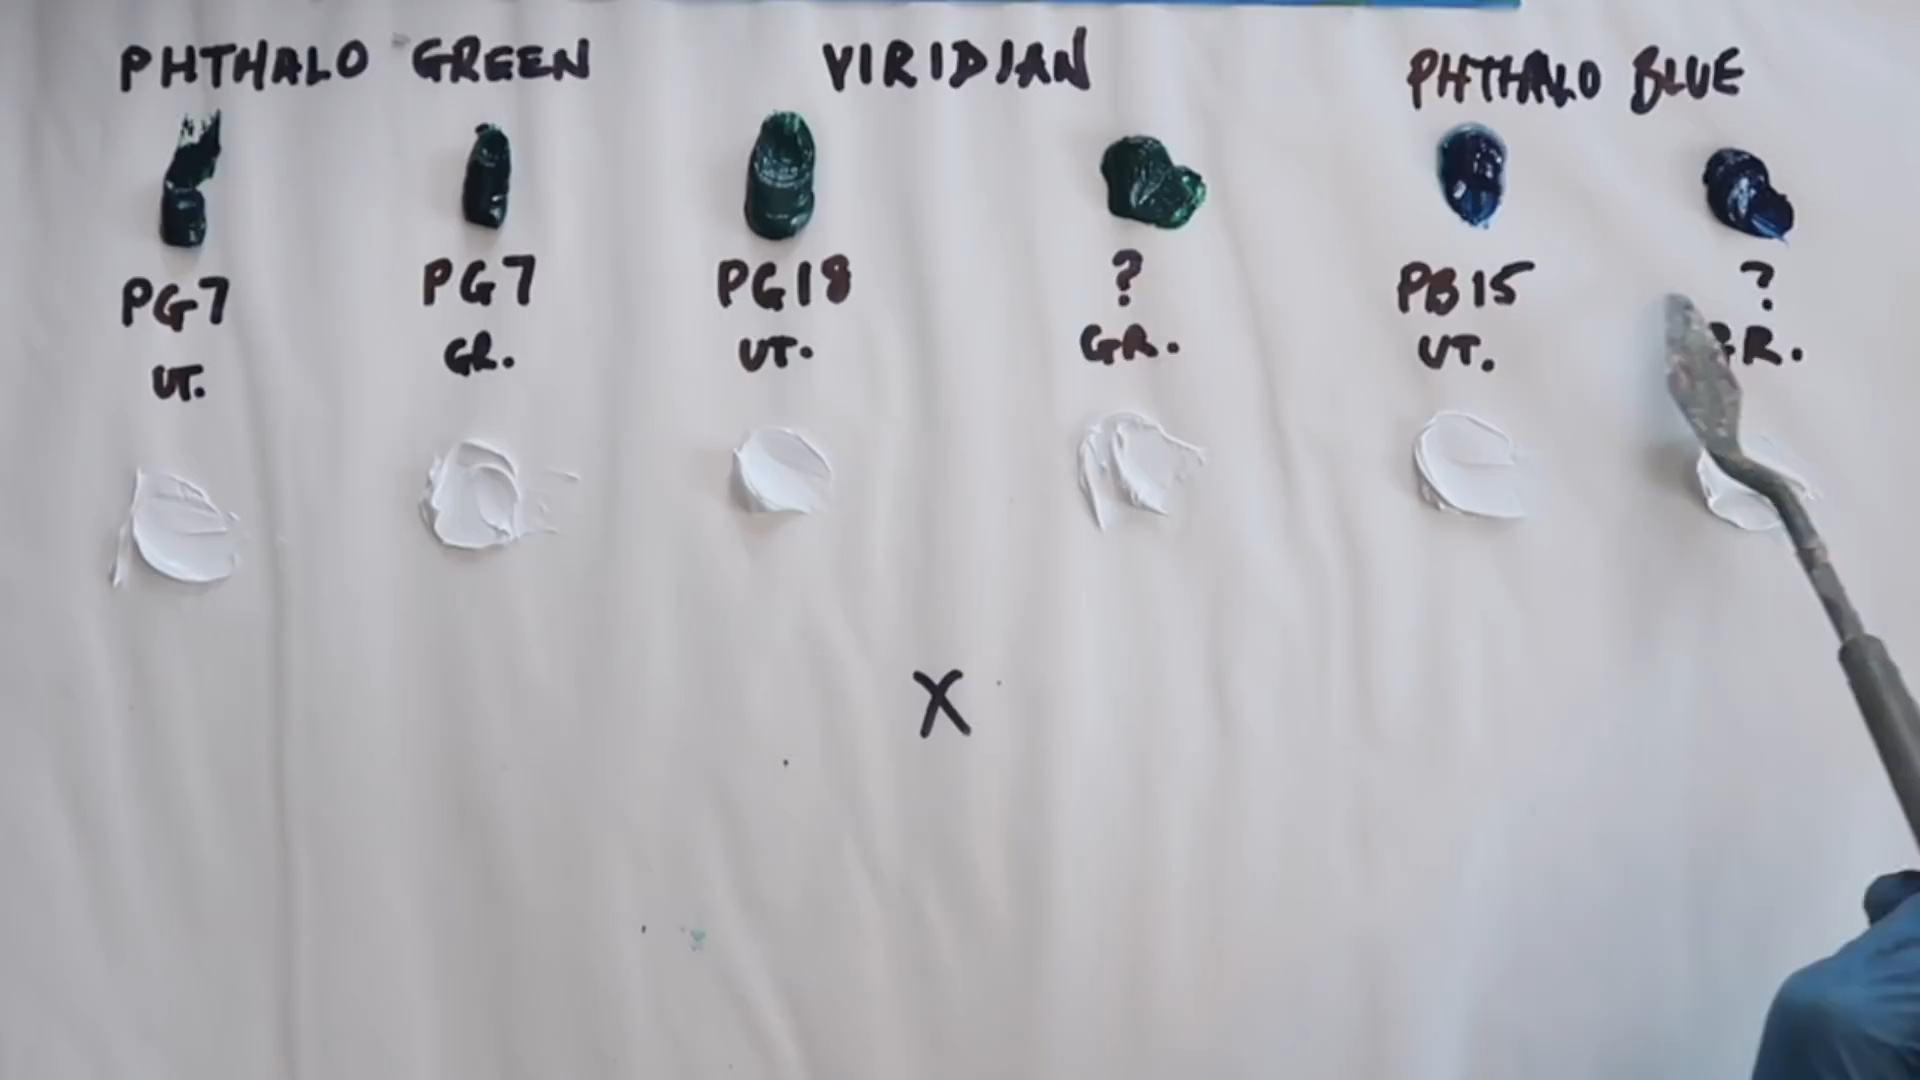 PHTHALO GREEN VIRIDIAN PHTHALO BLUE
PG7 PG7 PG18 ? PB15 ?
UT. GR. UT. GR. UT. R.
X